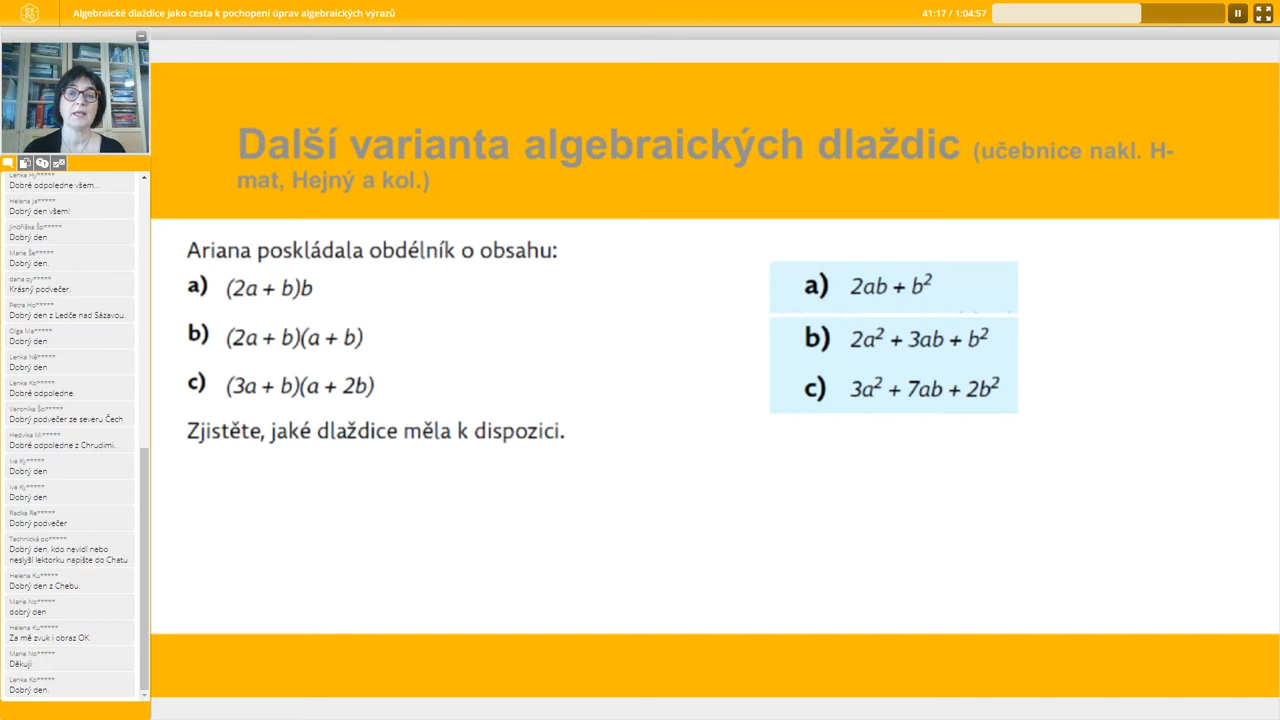 Algebraické dlaždice jako cesta k pochopení úprav algebraických výrazů
41:17 / 1:04:57
Další varianta algebraických dlaždic (učebnice nakl. H-
mat, Hejný a kol.)
Ariana poskládala obdélník o obsahu:
a) (2a + b)b
b) (2a + b)(a + b)
c) (3a + b)(a + 2b)
Zjistěte, jaké dlaždice měla k dispozici.
a) 2ab + b²
b) 2a² + 3ab + b²
c) 3a² + 7ab + 2b²
Lenka Hy*****
Dobré odpoledne všem...
Helena Ja*****
Dobrý den všem!
Jindřiška Šp*****
Dobrý den
Marie Še*****
Dobrý den.
dana py*****
Krásný podvečer.
Petra Ho*****
Dobrý den z Ledče nad Sázavou.
Olga Ma*****
Dobrý den
Lenka Ně*****
Dobrý den
Lenka Ko*****
Dobré odpoledne.
Veronika Šo*****
Dobrý podvečer ze severu Čech
Hedvika Mi*****
Dobré odpoledne z Chrudimi.
Iva Ky*****
Dobrý den
Iva Ky*****
Dobrý den
Radka Re*****
Dobrý podvečer
Technická po*****
Dobrý den, kdo nevidí nebo
neslyší lektorku napište do Chatu
Helena Ku*****
Dobrý den z Chebu.
Marie No*****
dobrý den
Helena Ku*****
Za mě zvuk i obraz OK.
Marie No*****
Děkuji
Lenka Ko*****
Dobrý den.